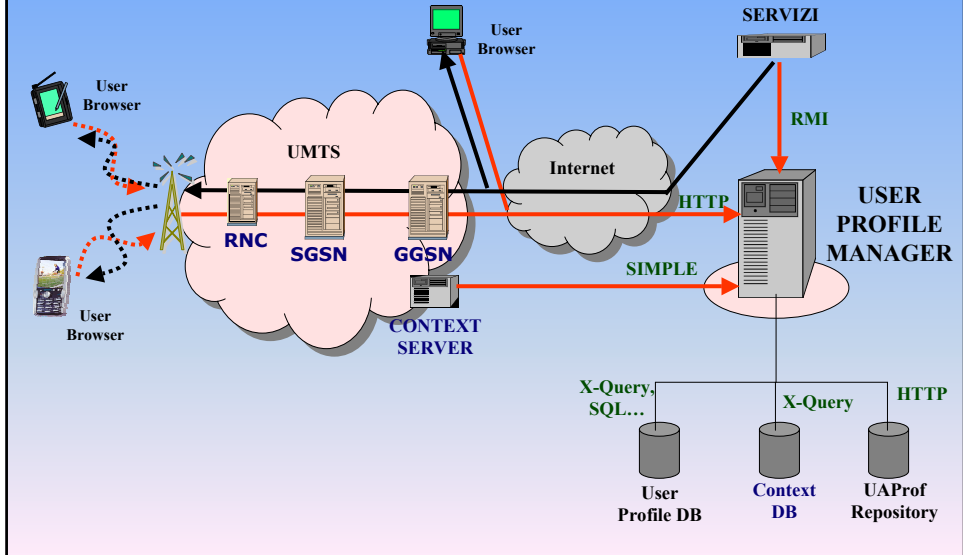 SERVIZI
User
Browser
User
Browser
RMI
UMTS
Internet
USER
PROFILE
MANAGER
HTTP
RNC
SGSN
GGSN
SIMPLE
User
Browser
CONTEXT
SERVER
X-Query,
SQL…
X-Query
HTTP
User
Profile DB
Context
DB
UAProf
Repository